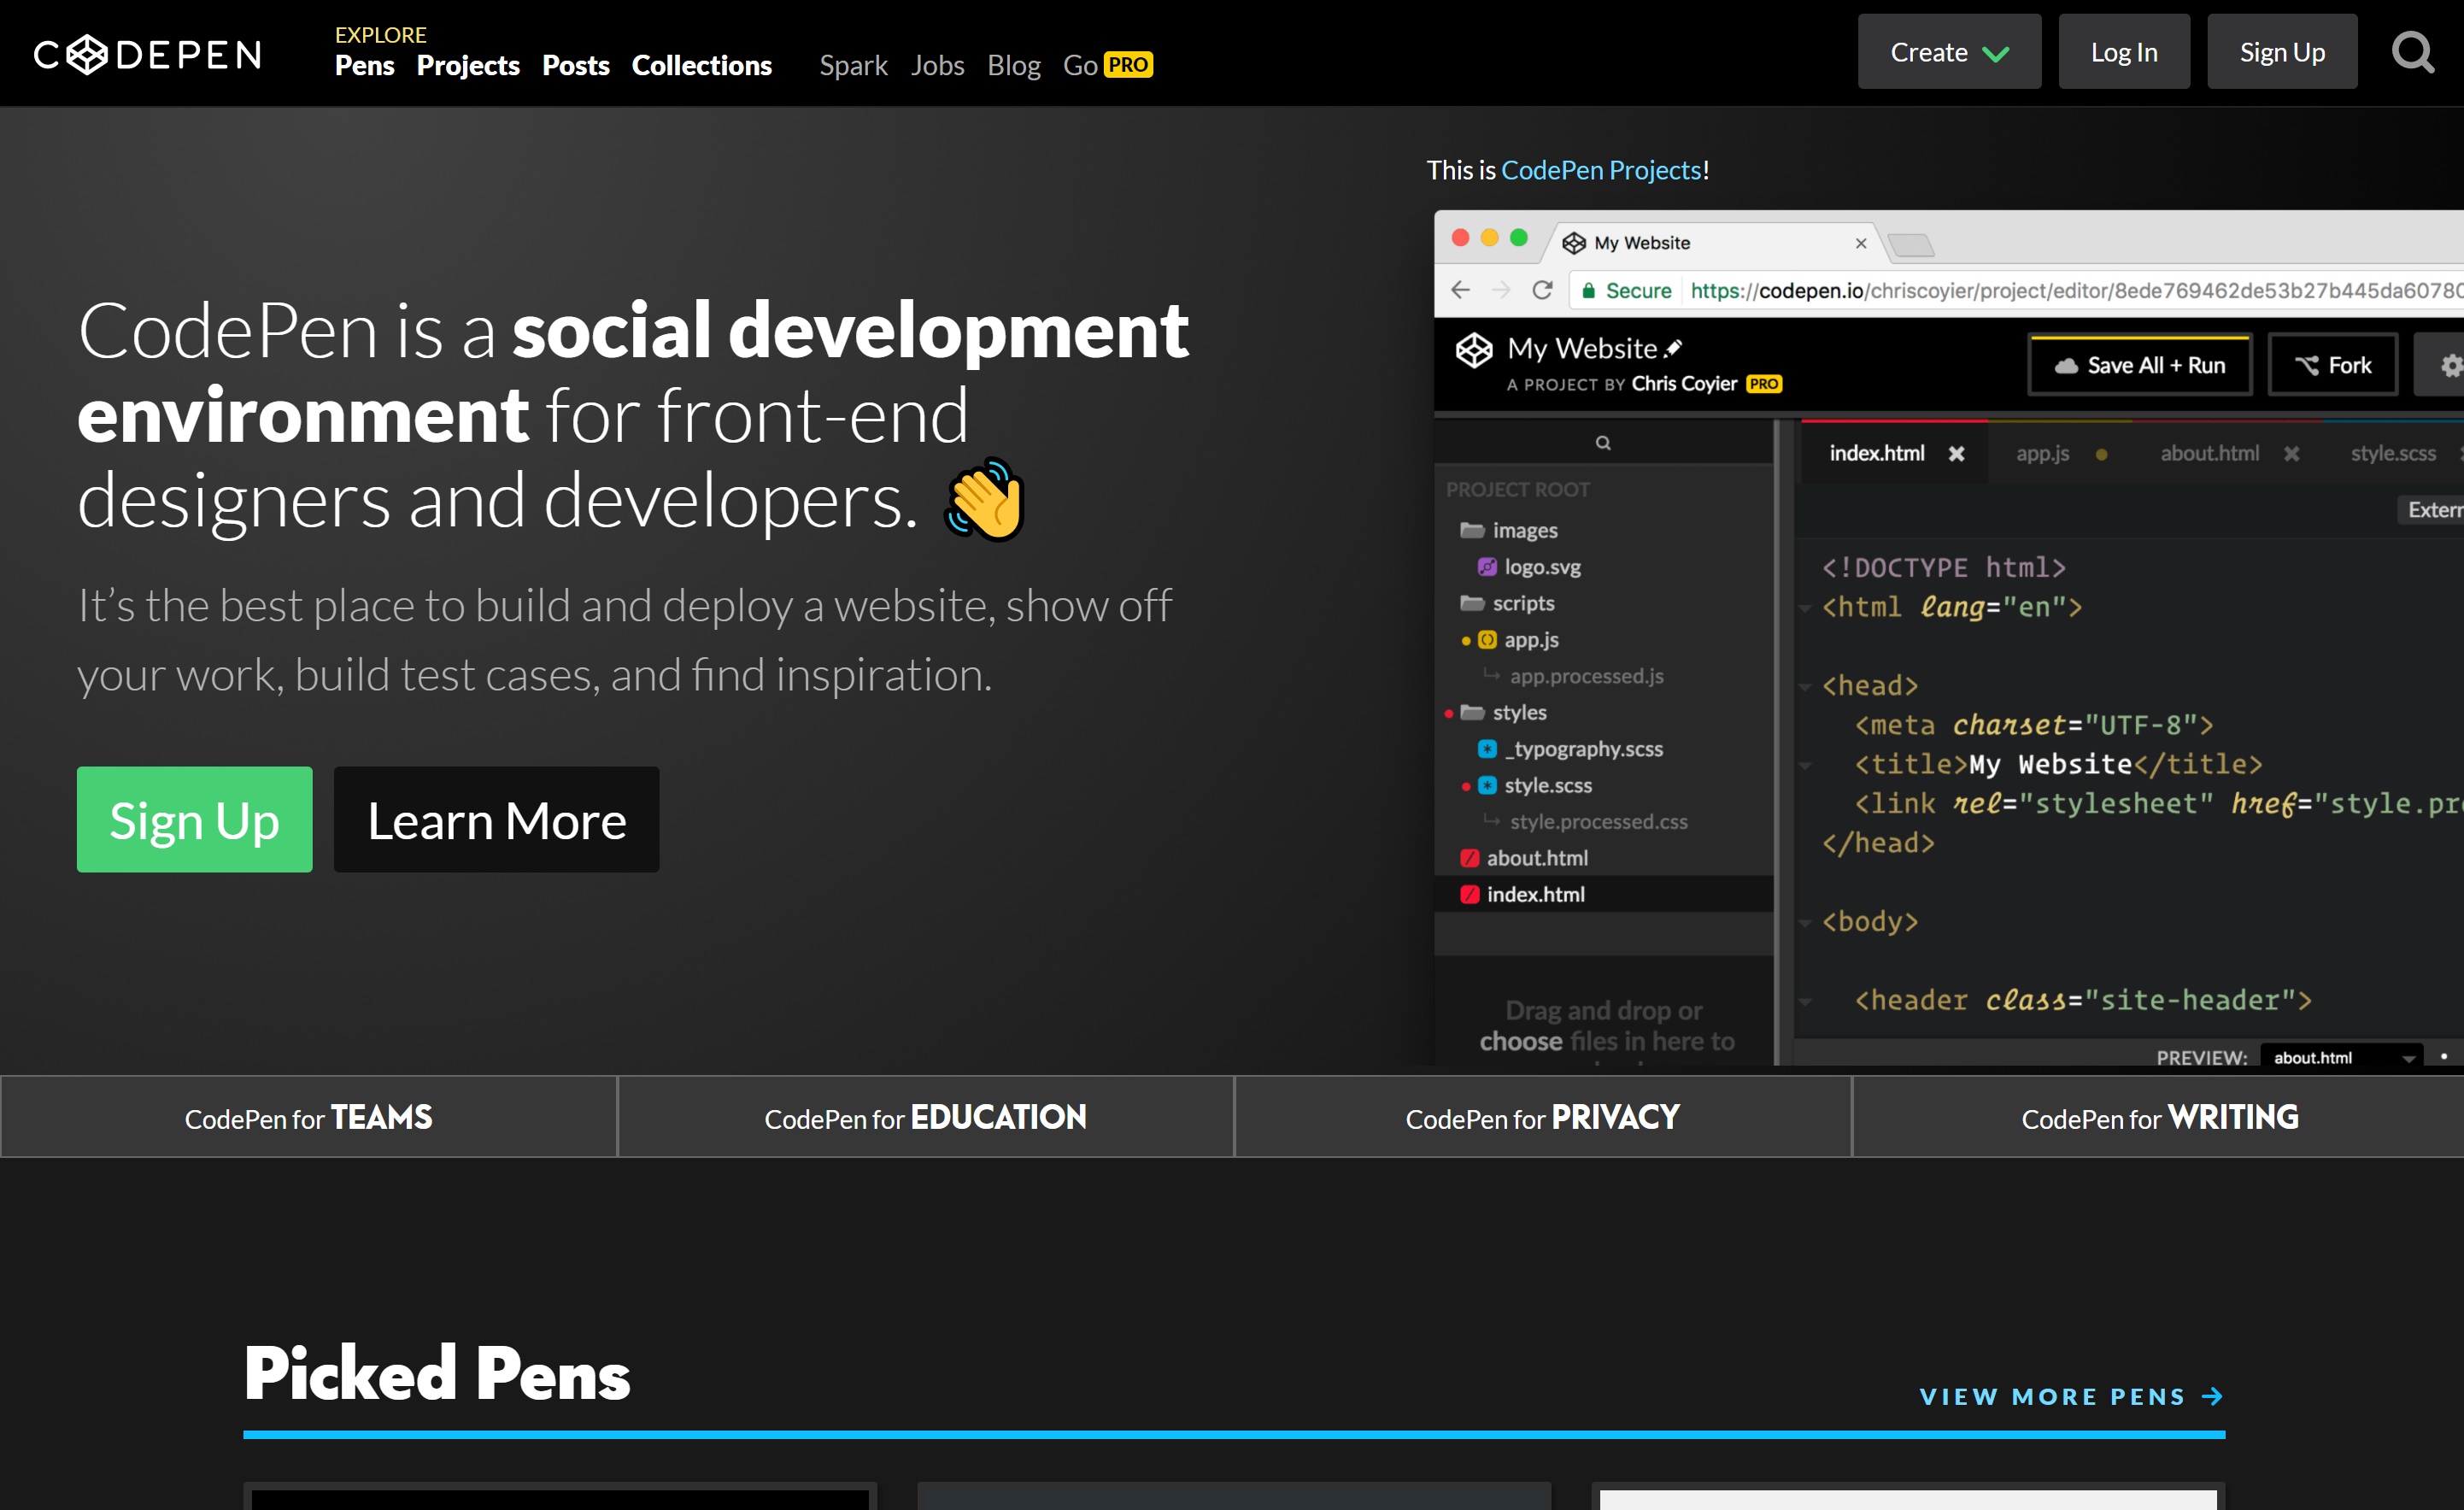 CODEPEN
EXPLORE
Pens Projects Posts Collections Spark Jobs Blog Go PRO
Create Log In Sign Up
This is CodePen Projects!
CodePen is a social development
environment for front-end
designers and developers.
It's the best place to build and deploy a website, show off
your work, build test cases, and find inspiration.
Sign Up Learn More
My Website
Secure https://codepen.io/chriscoyier/project/editor/8ede769462de53b27b445da60780
My Website
A PROJECT BY Chris Coyier PRO
Save All + Run Fork
index.html app.js about.html style.scss
PROJECT ROOT
images
logo.svg
scripts
app.js
app.processed.js
styles
_typography.scss
style.scss
style.processed.css
about.html
index.html
Drag and drop or
choose files in here to
<!DOCTYPE html>
<html lang="en">
<head>
<meta charset="UTF-8">
<title>My Website</title>
<link rel="stylesheet" href="style.pr
</head>
<body>
<header class="site-header">
PREVIEW: about.html
CodePen for TEAMS
CodePen for EDUCATION
CodePen for PRIVACY
CodePen for WRITING
Picked Pens
VIEW MORE PENS →